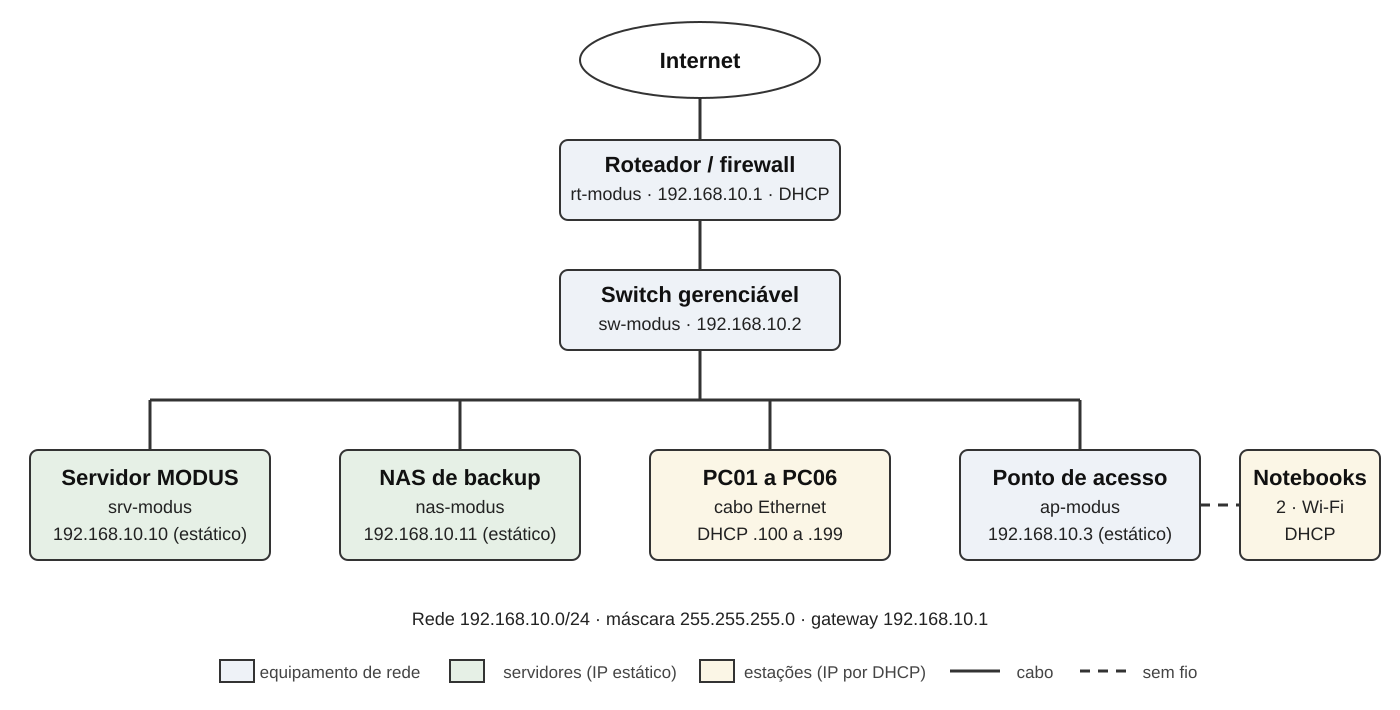 Internet
Roteador / firewall
rt-modus · 192.168.10.1 · DHCP
Switch gerenciável
sw-modus · 192.168.10.2
Servidor MODUS
srv-modus
192.168.10.10 (estático)
NAS de backup
nas-modus
192.168.10.11 (estático)
PC01 a PC06
cabo Ethernet
DHCP .100 a .199
Ponto de acesso
ap-modus
192.168.10.3 (estático)
Notebooks
2 · Wi-Fi
DHCP
Rede 192.168.10.0/24 · máscara 255.255.255.0 · gateway 192.168.10.1
equipamento de rede
servidores (IP estático)
estações (IP por DHCP)
cabo
sem fio